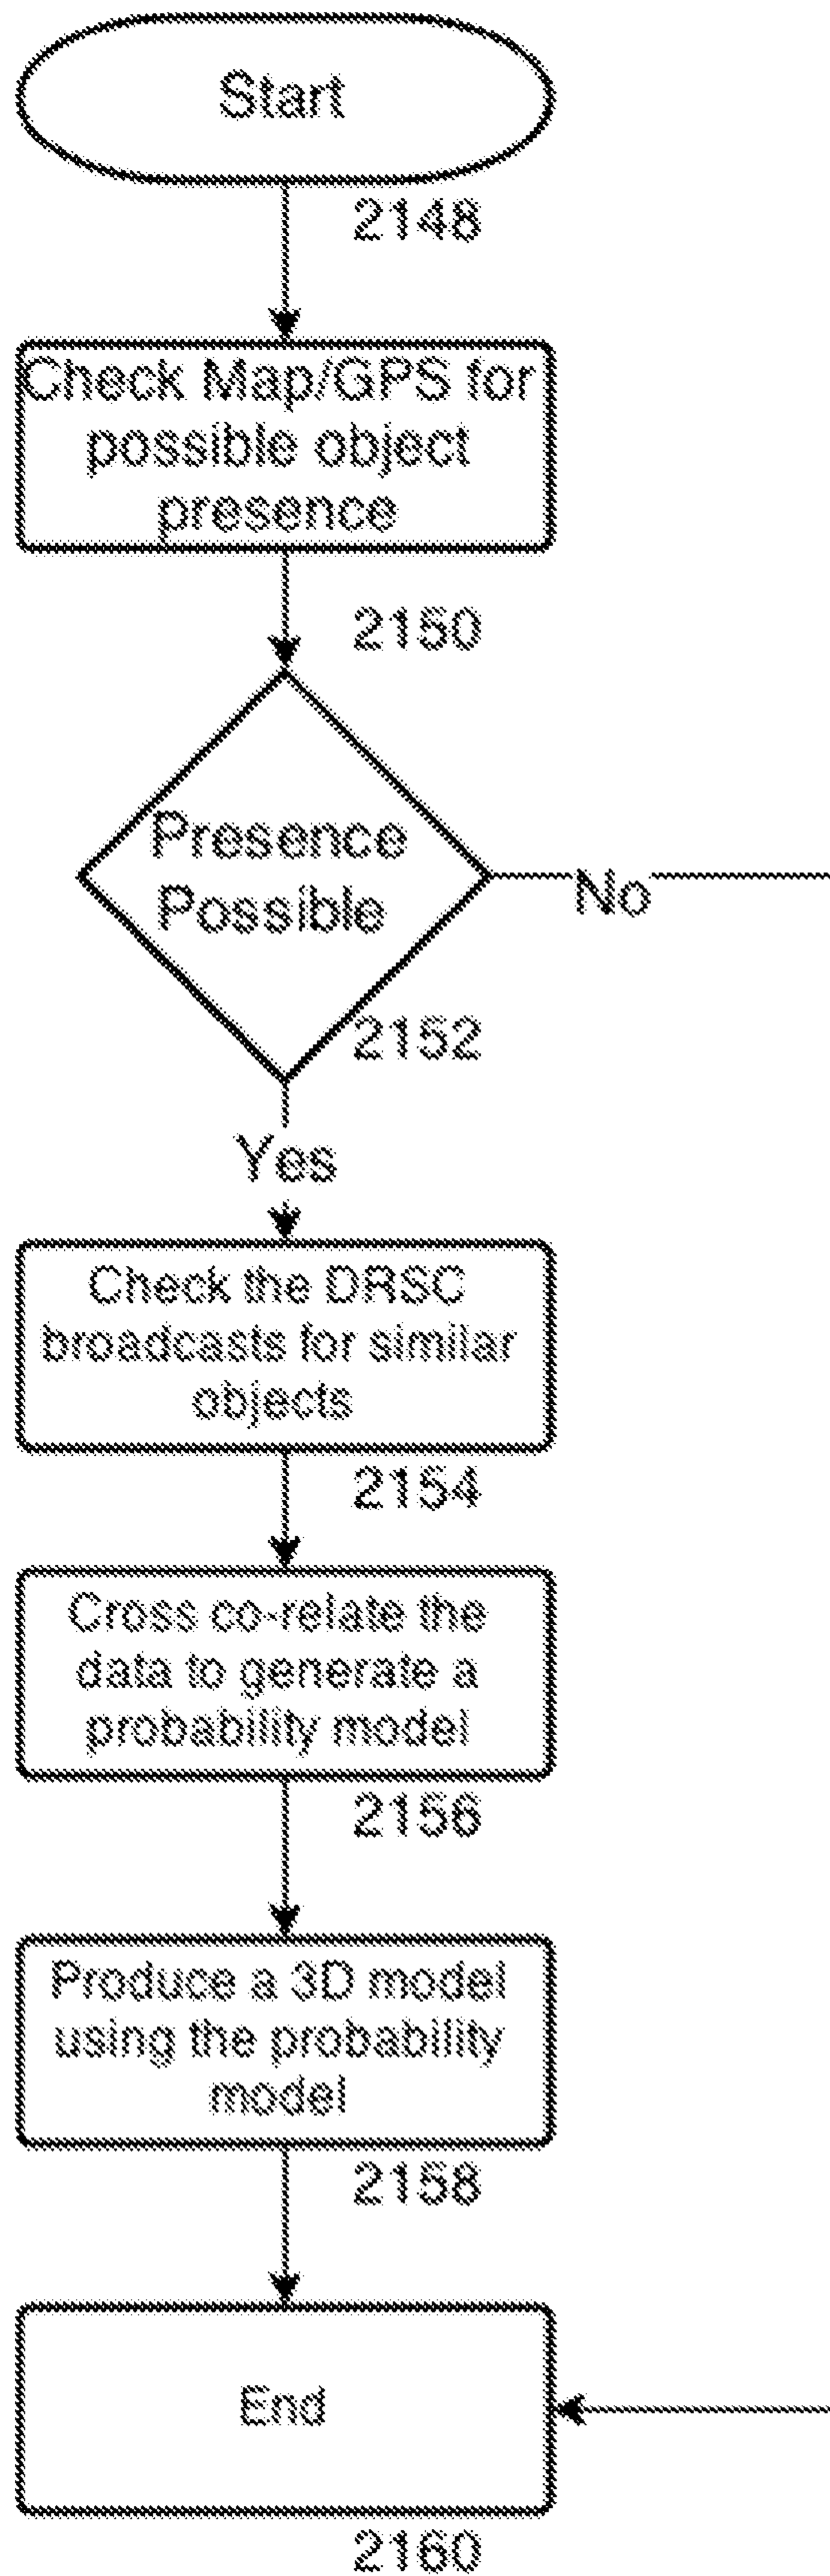 Start
2148
Check Map/GPS for
possible object
presence
2150
Presence
Possible
No
2152
Yes
Check the DRSC
broadcasts for similar
objects
2154
Cross co-relate the
data to generate a
probability model
2156
Produce a 3D model
using the probability
model
2158
End
2160